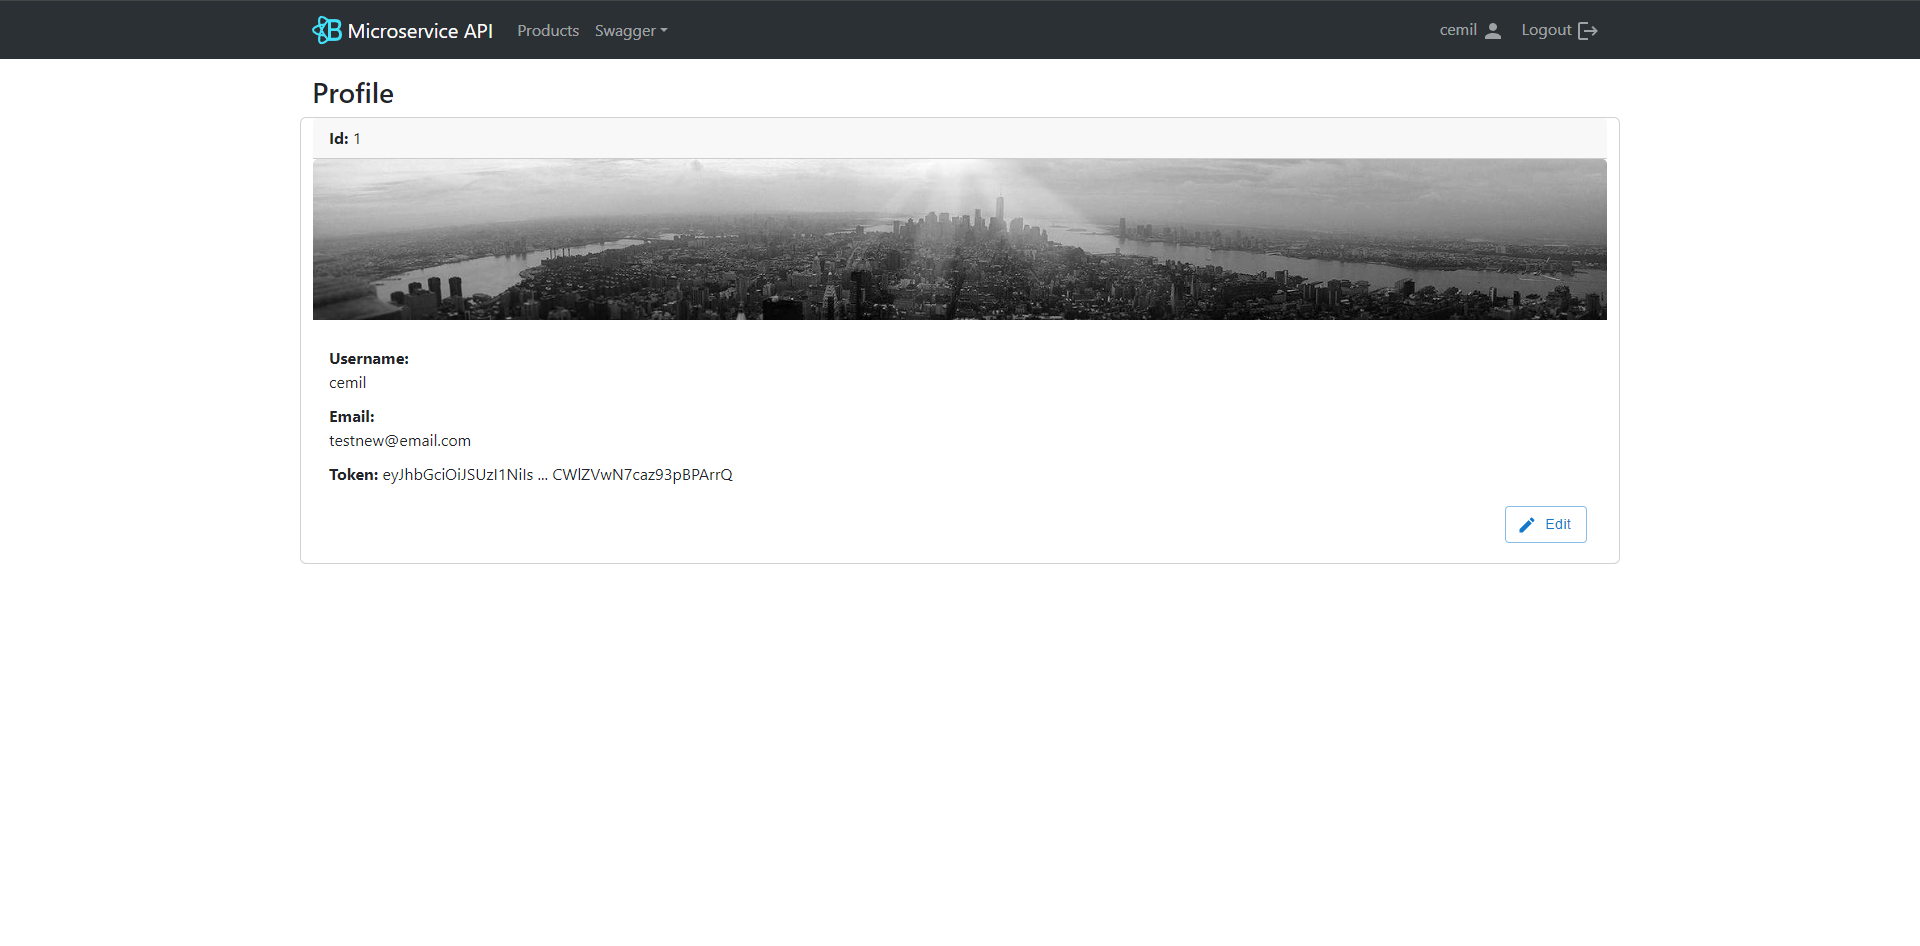 Microservice API Products Swagger cemil Logout
Profile
Id: 1
Username:
cemil
Email:
testnew@email.com
Token: eyJhbGciOiJSUzI1NiIs ... CWlZVwN7caz93pBPArrQ
Edit